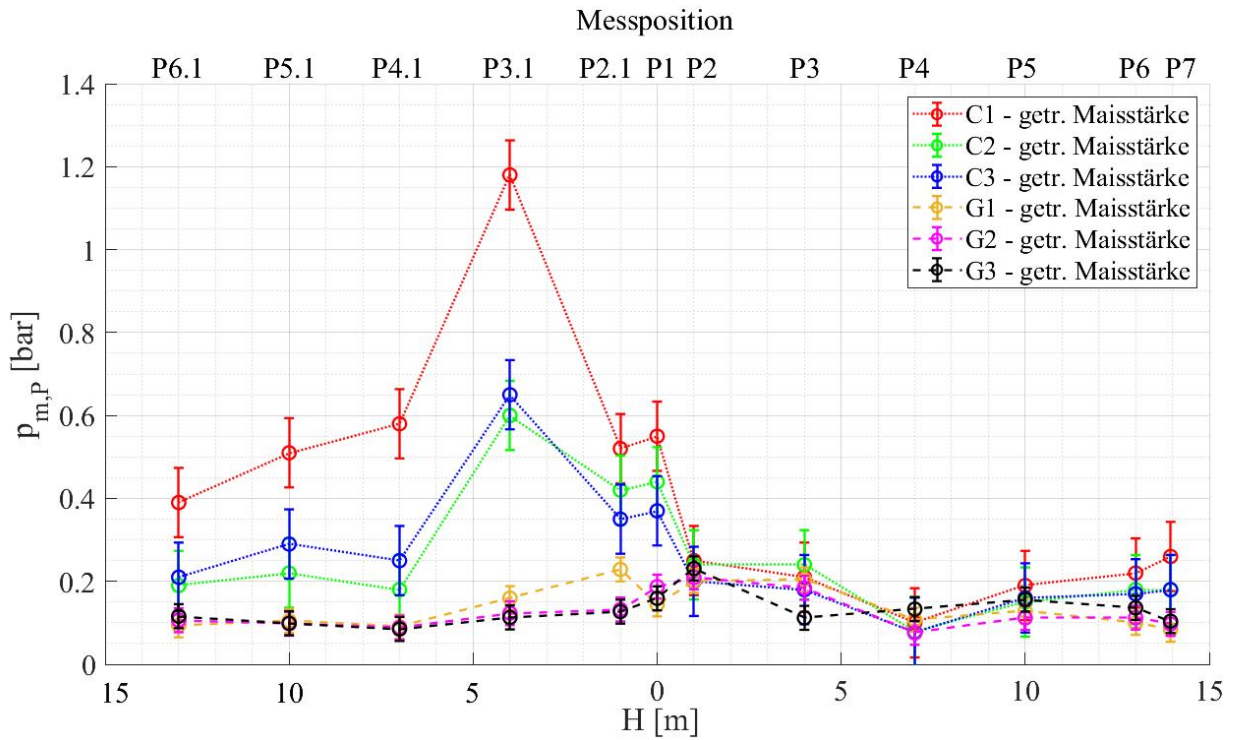 Messposition
P6.1 P5.1 P4.1 P3.1 P2.1 P1 P2 P3 P4 P5 P6 P7
1.4
1.2
1
0.8
0.6
0.4
0.2
0
p_{m,P} [bar]
C1 - getr. Maisstärke
C2 - getr. Maisstärke
C3 - getr. Maisstärke
G1 - getr. Maisstärke
G2 - getr. Maisstärke
G3 - getr. Maisstärke
15 10 5 0 5 10 15
H [m]